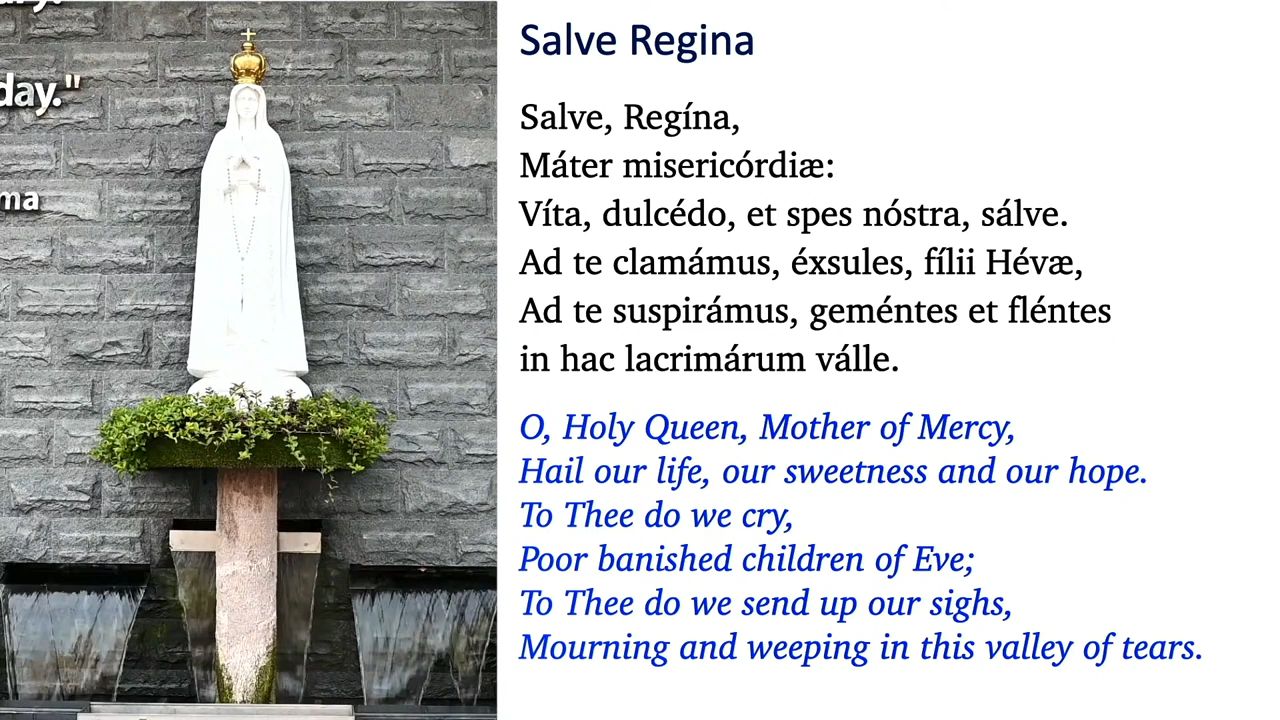 day."
Salve Regina
Salve, Regína,
Máter misericórdiæ:
Víta, dulcédo, et spes nóstra, sálve.
Ad te clamámus, éxsules, fílii Hévæ,
Ad te suspirámus, geméntes et fléntes
in hac lacrimárum válle.
O, Holy Queen, Mother of Mercy,
Hail our life, our sweetness and our hope.
To Thee do we cry,
Poor banished children of Eve;
To Thee do we send up our sighs,
Mourning and weeping in this valley of tears.